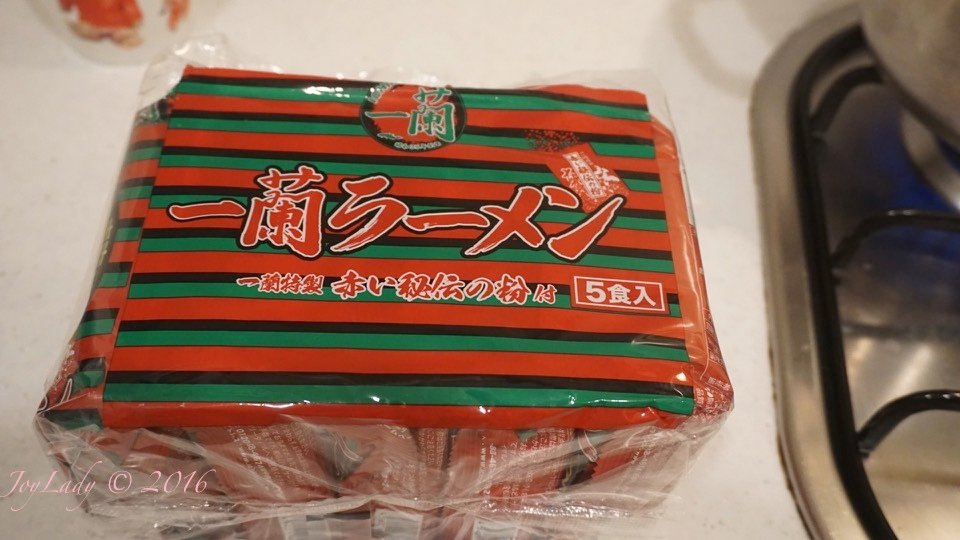 一蘭
一蘭ラーメン
一蘭特製 赤い秘伝の粉 付
5食入
JoyLady © 2016